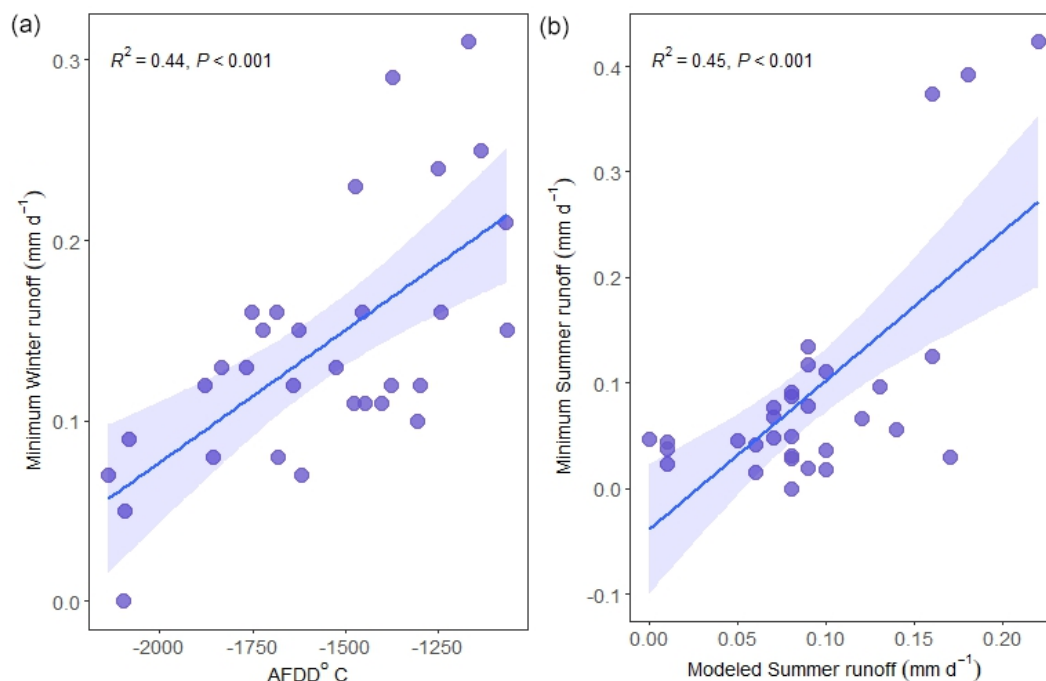 (a)
R² = 0.44, P < 0.001
Minimum Winter runoff (mm d⁻¹)
0.3
0.2
0.1
0.0
-2000 -1750 -1500 -1250
AFDD° C
(b)
R² = 0.45, P < 0.001
Minimum Summer runoff (mm d⁻¹)
0.4
0.3
0.2
0.1
0.0
-0.1
0.00 0.05 0.10 0.15 0.20
Modeled Summer runoff (mm d⁻¹)